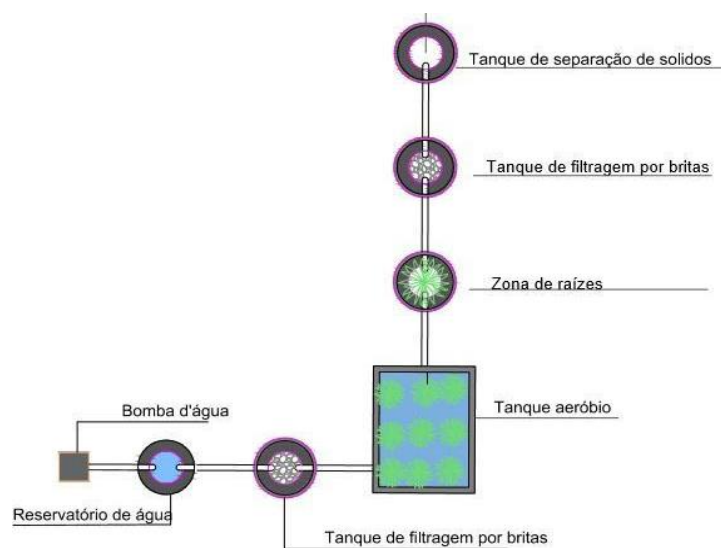 Tanque de separação de solidos
Tanque de filtragem por britas
Zona de raízes
Tanque aeróbio
Bomba d'água
Reservatório de água
Tanque de filtragem por britas